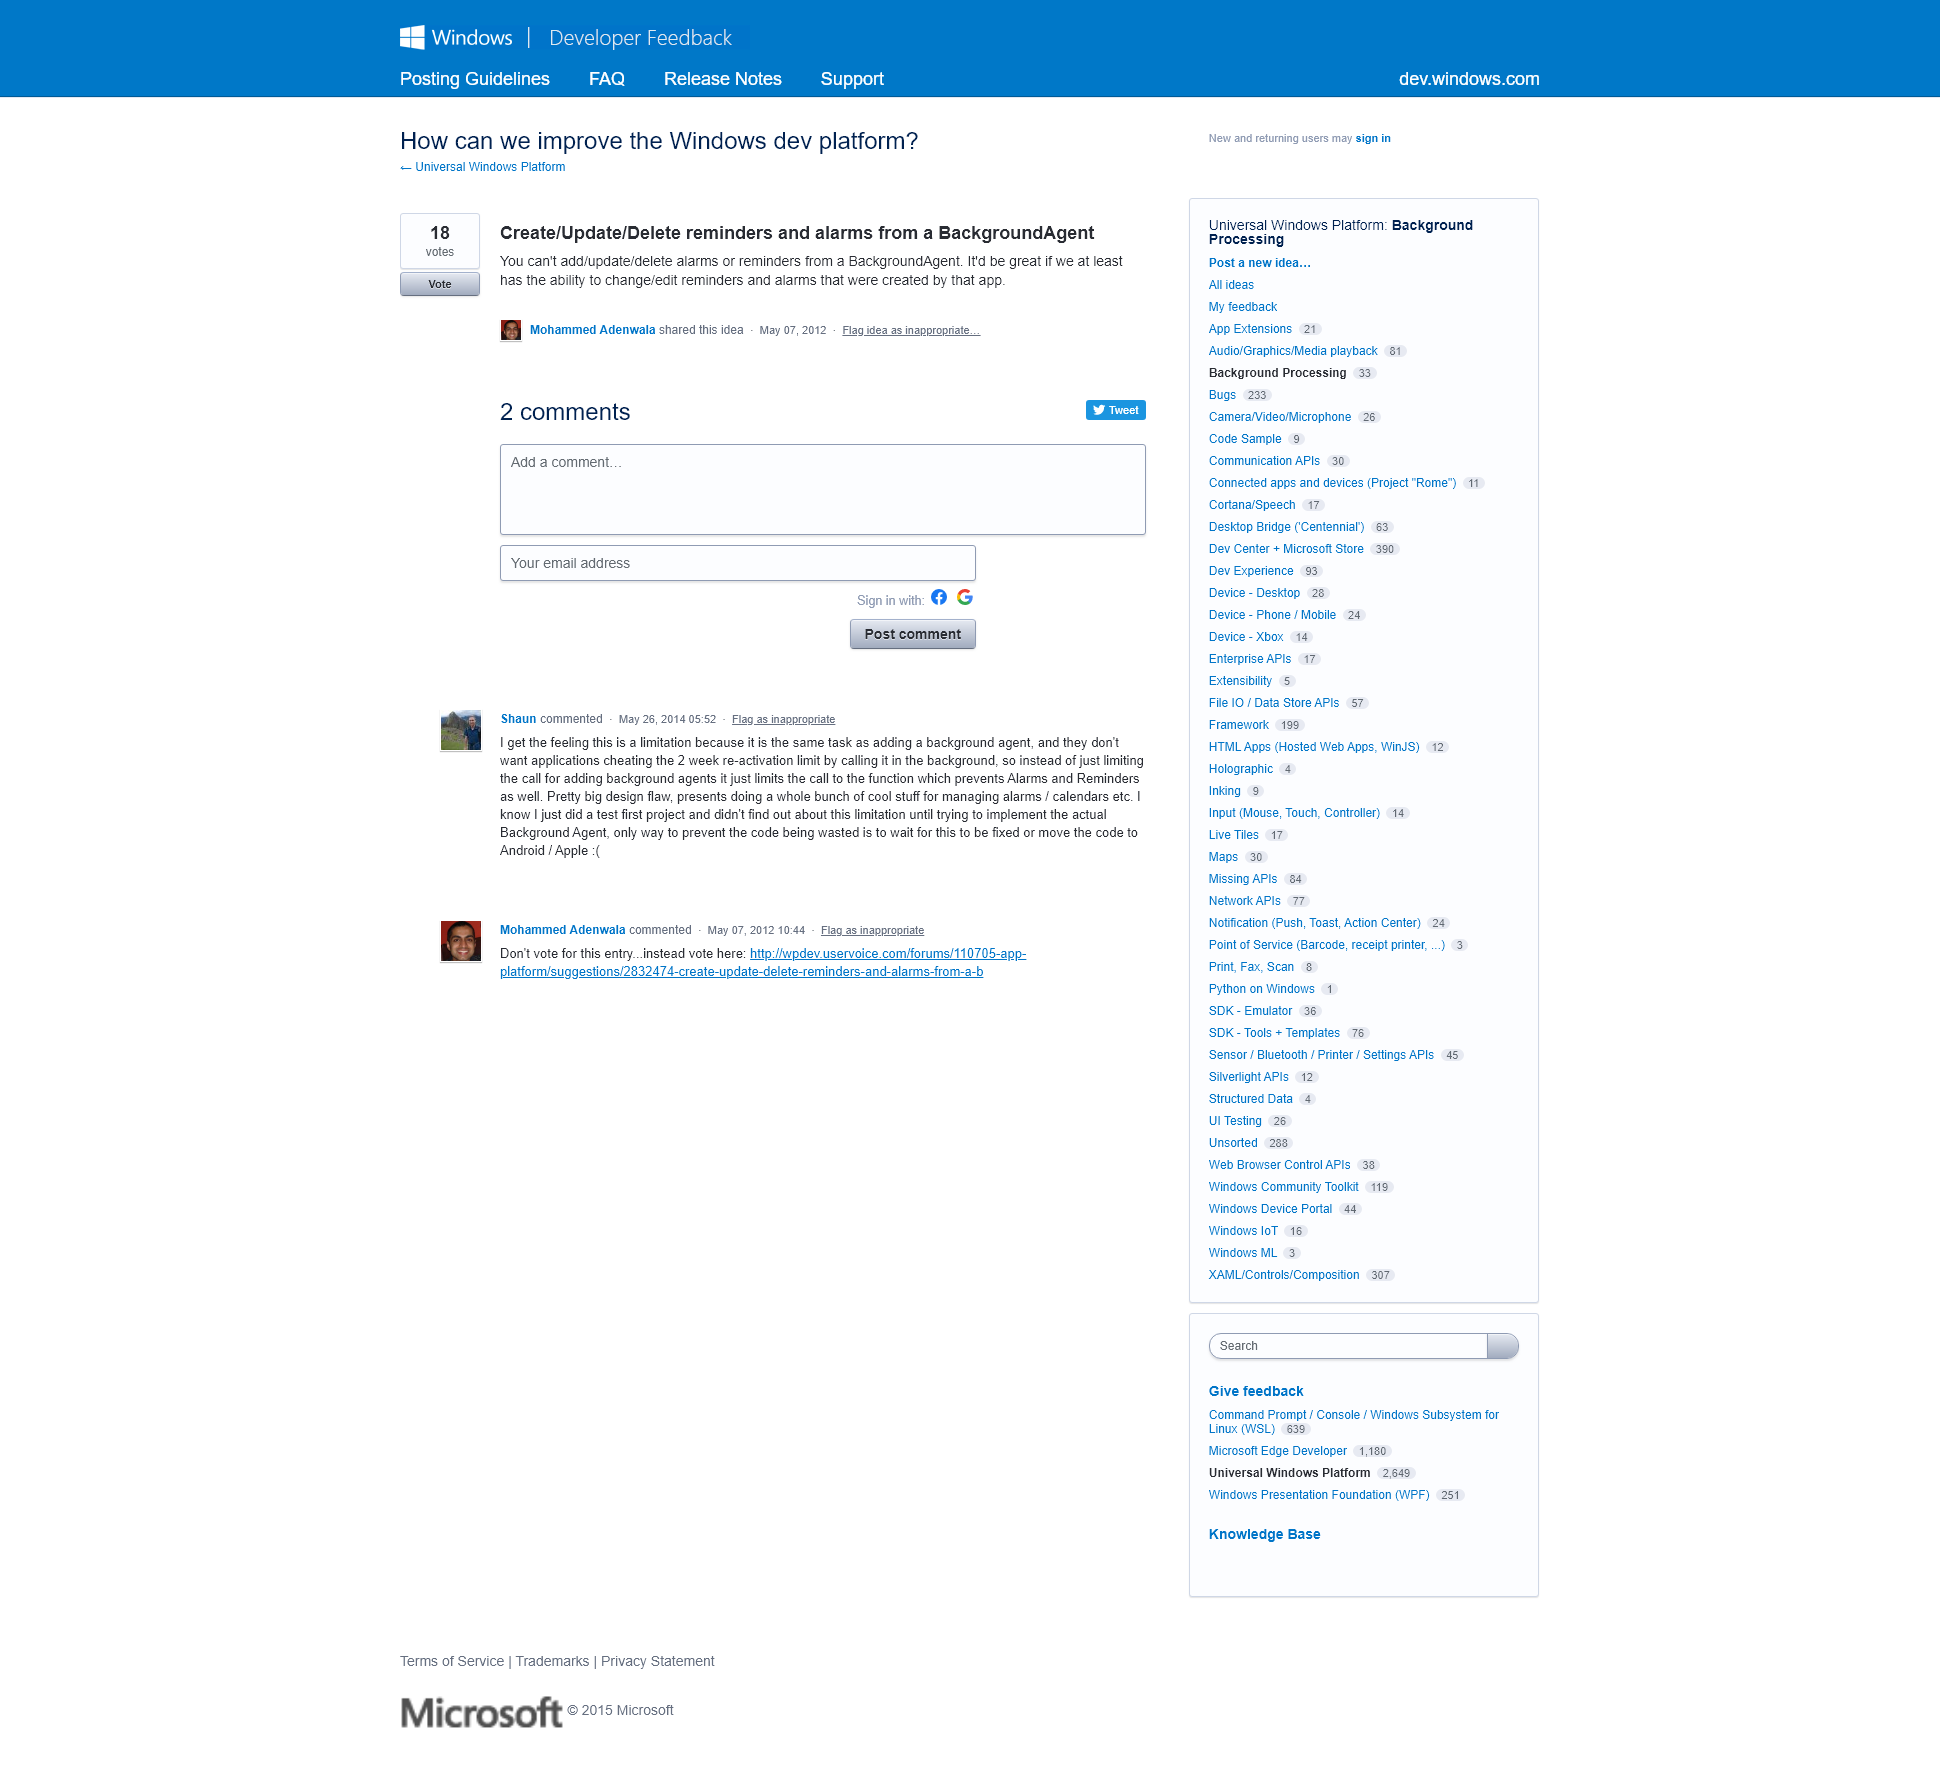 Windows | Developer Feedback
Posting Guidelines FAQ Release Notes Support dev.windows.com
How can we improve the Windows dev platform?
← Universal Windows Platform
New and returning users may sign in
18
votes
Vote
Create/Update/Delete reminders and alarms from a BackgroundAgent
You can't add/update/delete alarms or reminders from a BackgroundAgent. It'd be great if we at least
has the ability to change/edit reminders and alarms that were created by that app.
Mohammed Adenwala shared this idea · May 07, 2012 · Flag idea as inappropriate…
2 comments
Tweet
Add a comment…
Your email address
Sign in with:
Post comment
Shaun commented · May 26, 2014 05:52 · Flag as inappropriate
I get the feeling this is a limitation because it is the same task as adding a background agent, and they don't
want applications cheating the 2 week re-activation limit by calling it in the background, so instead of just limiting
the call for adding background agents it just limits the call to the function which prevents Alarms and Reminders
as well. Pretty big design flaw, presents doing a whole bunch of cool stuff for managing alarms / calendars etc. I
know I just did a test first project and didn't find out about this limitation until trying to implement the actual
Background Agent, only way to prevent the code being wasted is to wait for this to be fixed or move the code to
Android / Apple :(
Mohammed Adenwala commented · May 07, 2012 10:44 · Flag as inappropriate
Don't vote for this entry...instead vote here: http://wpdev.uservoice.com/forums/110705-app-
platform/suggestions/2832474-create-update-delete-reminders-and-alarms-from-a-b
Universal Windows Platform: Background
Processing
Post a new idea…
All ideas
My feedback
App Extensions 21
Audio/Graphics/Media playback 81
Background Processing 33
Bugs 233
Camera/Video/Microphone 26
Code Sample 9
Communication APIs 30
Connected apps and devices (Project "Rome") 11
Cortana/Speech 17
Desktop Bridge ('Centennial') 63
Dev Center + Microsoft Store 390
Dev Experience 93
Device - Desktop 28
Device - Phone / Mobile 24
Device - Xbox 14
Enterprise APIs 17
Extensibility 5
File IO / Data Store APIs 57
Framework 199
HTML Apps (Hosted Web Apps, WinJS) 12
Holographic 4
Inking 9
Input (Mouse, Touch, Controller) 14
Live Tiles 17
Maps 30
Missing APIs 84
Network APIs 77
Notification (Push, Toast, Action Center) 24
Point of Service (Barcode, receipt printer, ...) 3
Print, Fax, Scan 8
Python on Windows 1
SDK - Emulator 36
SDK - Tools + Templates 76
Sensor / Bluetooth / Printer / Settings APIs 45
Silverlight APIs 12
Structured Data 4
UI Testing 26
Unsorted 288
Web Browser Control APIs 38
Windows Community Toolkit 119
Windows Device Portal 44
Windows IoT 16
Windows ML 3
XAML/Controls/Composition 307
Search
Give feedback
Command Prompt / Console / Windows Subsystem for
Linux (WSL) 639
Microsoft Edge Developer 1,180
Universal Windows Platform 2,649
Windows Presentation Foundation (WPF) 251
Knowledge Base
Terms of Service | Trademarks | Privacy Statement
Microsoft © 2015 Microsoft